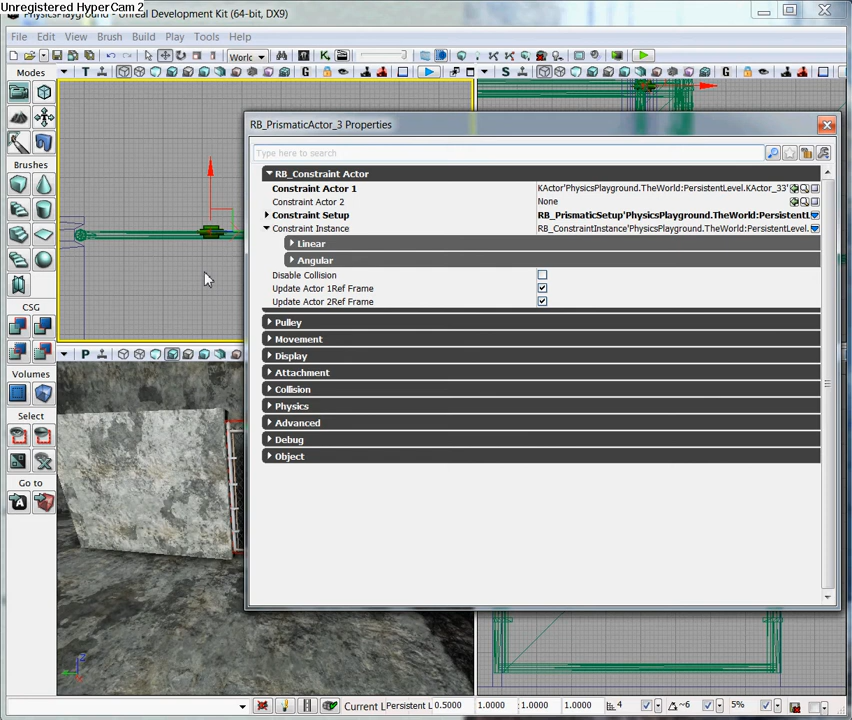 Unregistered HyperCam 2
PhysicsPlayground - Unreal Development Kit (64-bit, DX9)
File Edit View Brush Build Play Tools Help
World
Modes
T
G
S
G
RB_PrismaticActor_3 Properties
Type here to search
RB_Constraint Actor
Constraint Actor 1 KActor'PhysicsPlayground.TheWorld:PersistentLevel.KActor_33'
Constraint Actor 2 None
Constraint Setup RB_PrismaticSetup'PhysicsPlayground.TheWorld:PersistentL
Constraint Instance RB_ConstraintInstance'PhysicsPlayground.TheWorld:PersistentLevel.
Linear
Angular
Disable Collision
Update Actor 1Ref Frame
Update Actor 2Ref Frame
Pulley
Movement
Display
Attachment
Collision
Physics
Advanced
Debug
Object
Brushes
CSG
Volumes
Select
Go to
P
Current L Persistent L 0.5000 1.0000 1.0000 1.0000 4 ~6 5%